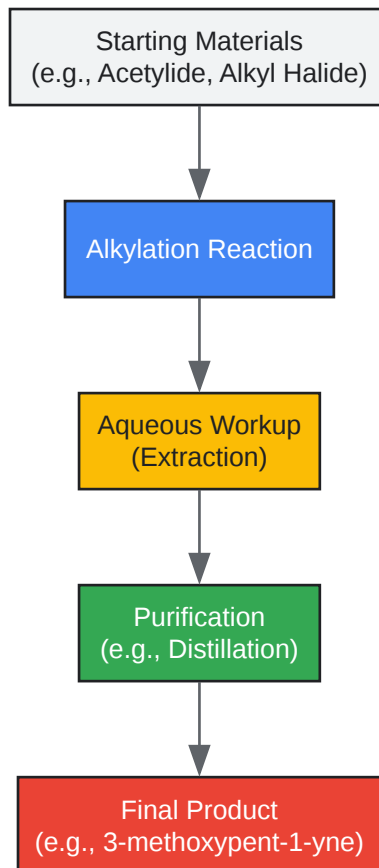 Starting Materials
(e.g., Acetylide, Alkyl Halide)
Alkylation Reaction
Aqueous Workup
(Extraction)
Purification
(e.g., Distillation)
Final Product
(e.g., 3-methoxypent-1-yne)